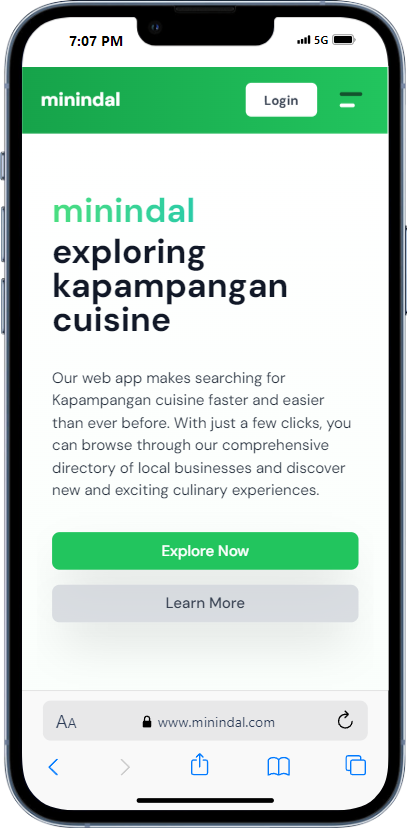 7:07 PM 5G
minindal Login
minindal
exploring
kapampangan
cuisine
Our web app makes searching for
Kapampangan cuisine faster and easier
than ever before. With just a few clicks, you
can browse through our comprehensive
directory of local businesses and discover
new and exciting culinary experiences.
Explore Now
Learn More
AA www.minindal.com